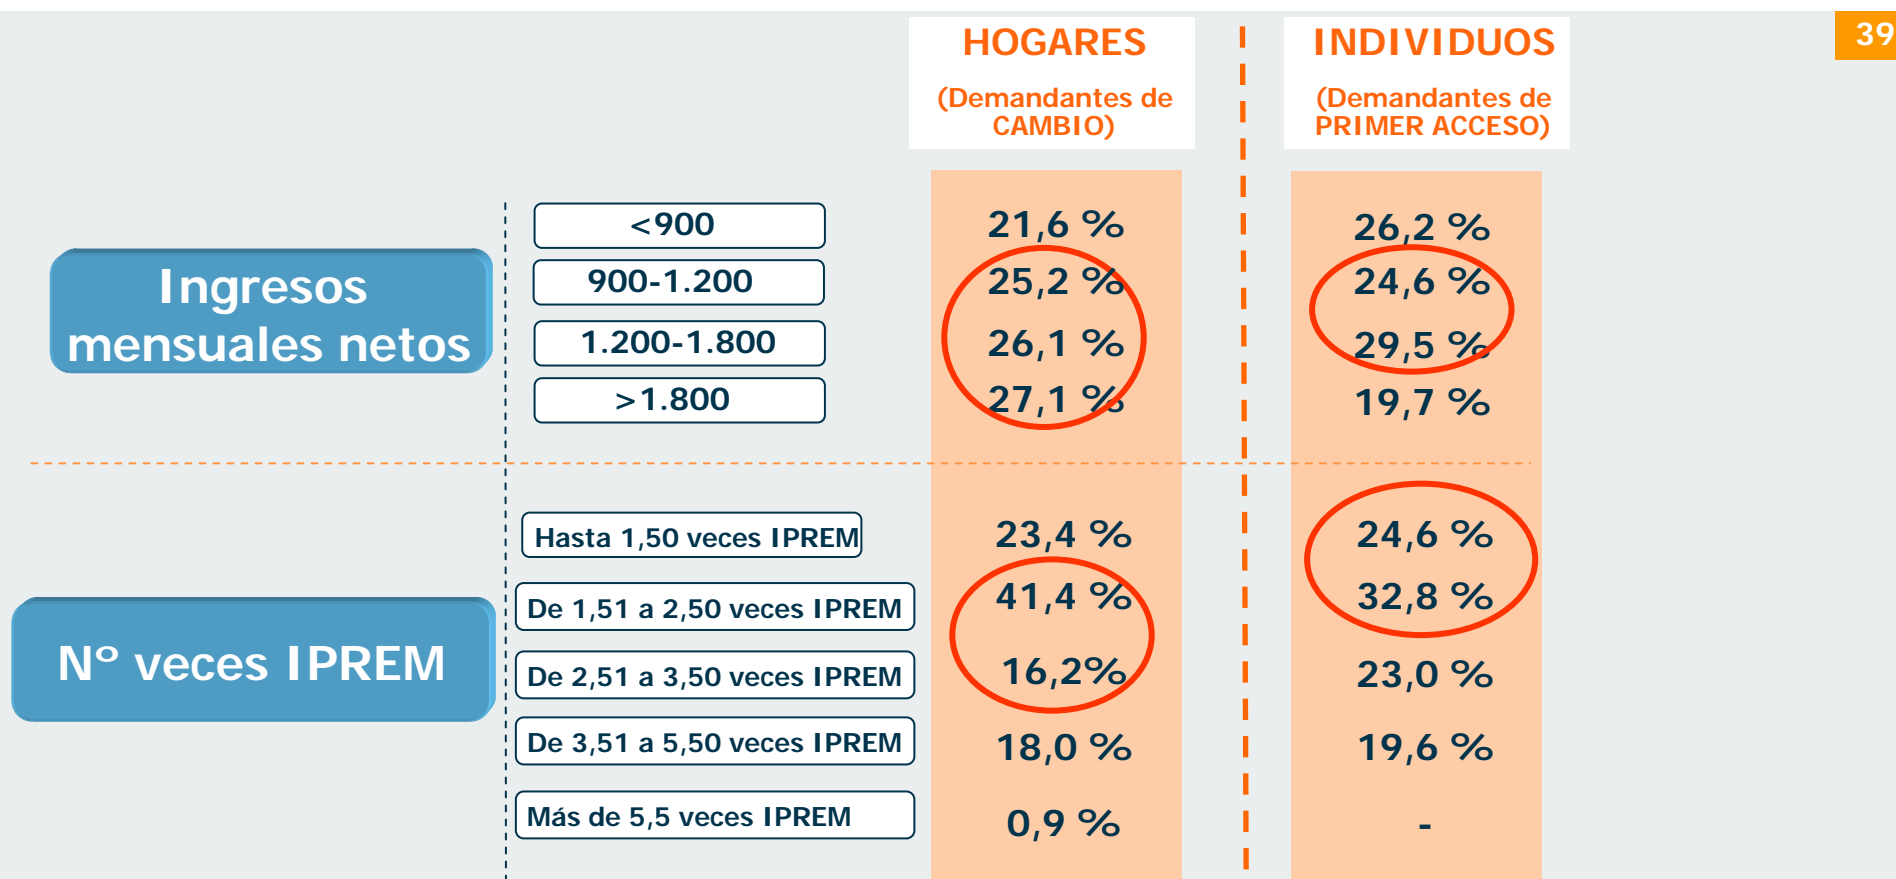 HOGARES
(Demandantes de
CAMBIO)
INDIVIDUOS
(Demandantes de
PRIMER ACCESO)
39
Ingresos
mensuales netos
<900
21,6 %
26,2 %
900-1.200
25,2 %
24,6 %
1.200-1.800
26,1 %
29,5 %
>1.800
27,1 %
19,7 %
Nº veces IPREM
Hasta 1,50 veces IPREM
23,4 %
24,6 %
De 1,51 a 2,50 veces IPREM
41,4 %
32,8 %
De 2,51 a 3,50 veces IPREM
16,2%
23,0 %
De 3,51 a 5,50 veces IPREM
18,0 %
19,6 %
Más de 5,5 veces IPREM
0,9 %
-